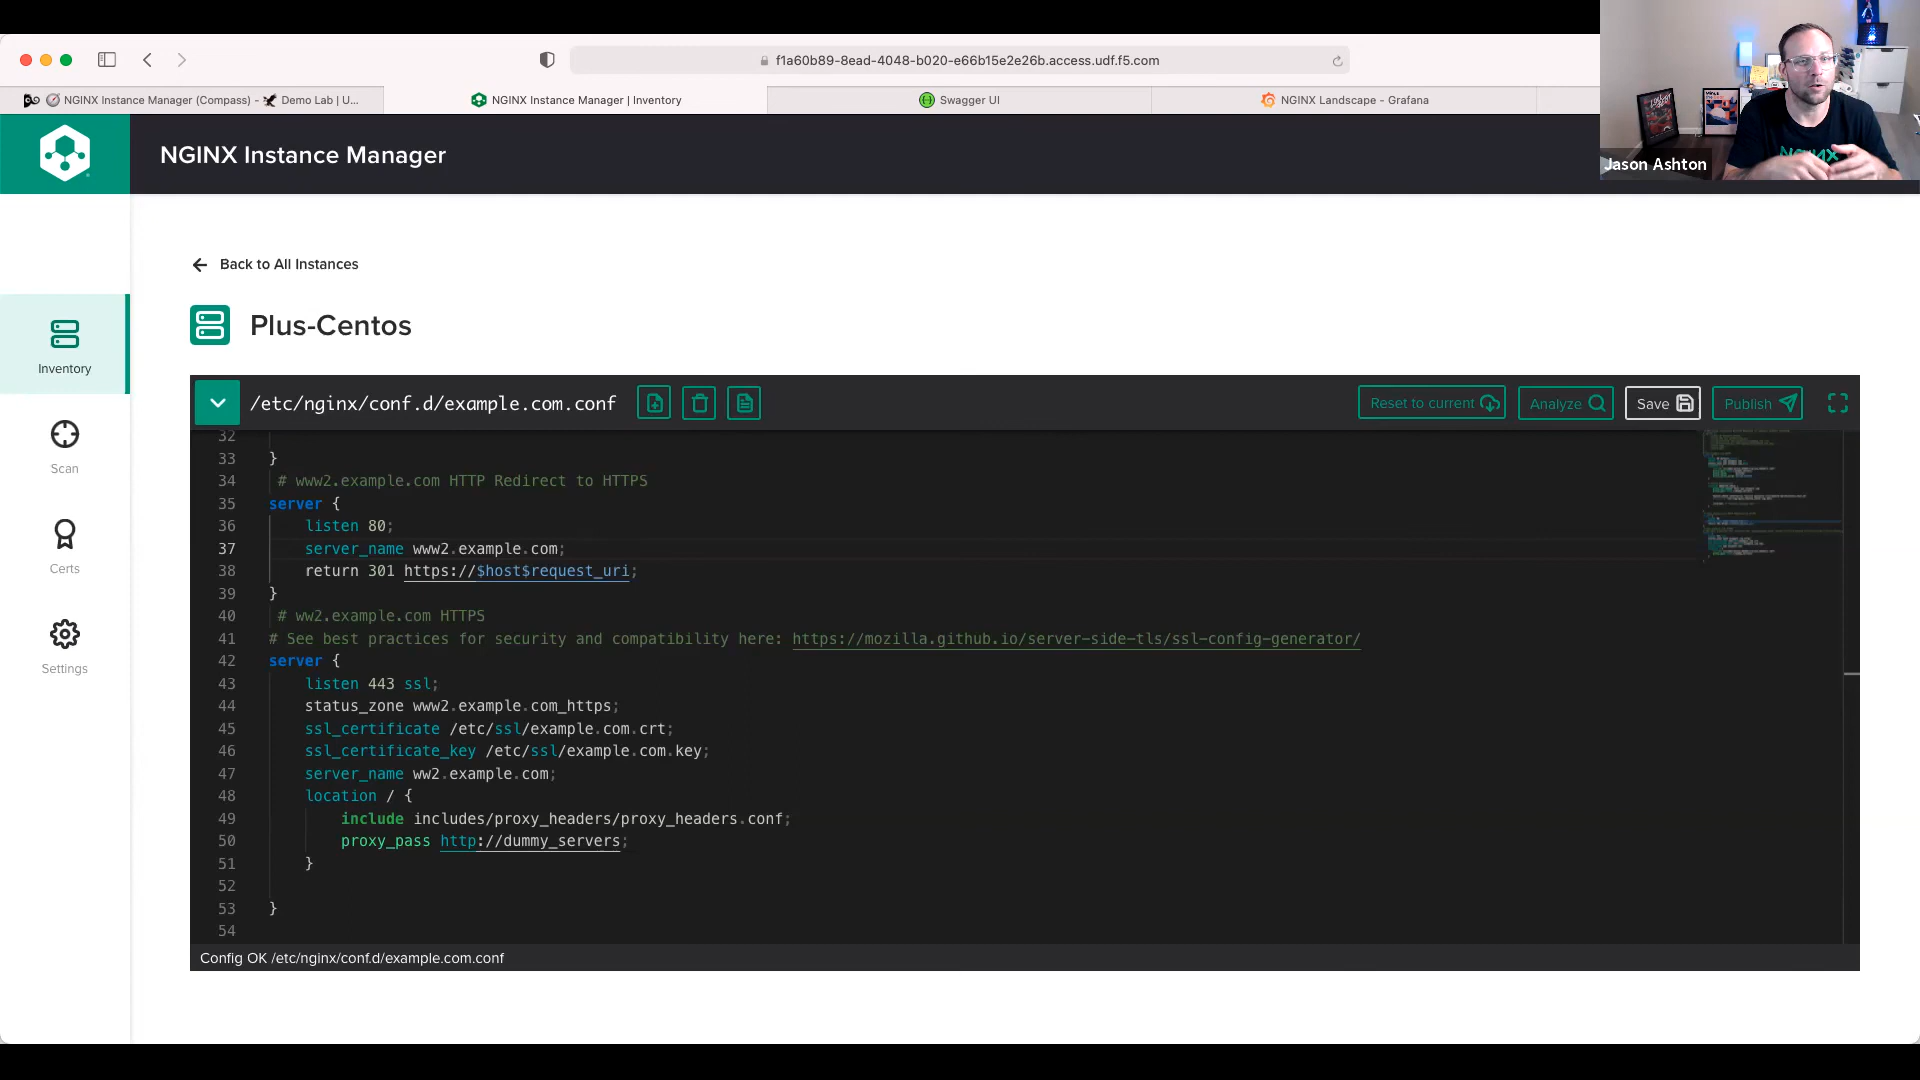 f1a60b89-8ead-4048-b020-e66b15e2e26b.access.udf.f5.com
NGINX Instance Manager (Compass) - Demo Lab | U...
NGINX Instance Manager | Inventory
Swagger UI
NGINX Landscape - Grafana
NGINX Instance Manager
NGINX
Jason Ashton
Back to All Instances
Plus-Centos
Inventory
Scan
Certs
Settings
/etc/nginx/conf.d/example.com.conf
Reset to current
Analyze
Save
Publish
32
33 }
34 # www2.example.com HTTP Redirect to HTTPS
35 server {
36 listen 80;
37 server_name www2.example.com;
38 return 301 https://$host$request_uri;
39 }
40 # ww2.example.com HTTPS
41 # See best practices for security and compatibility here: https://mozilla.github.io/server-side-tls/ssl-config-generator/
42 server {
43 listen 443 ssl;
44 status_zone www2.example.com_https;
45 ssl_certificate /etc/ssl/example.com.crt;
46 ssl_certificate_key /etc/ssl/example.com.key;
47 server_name ww2.example.com;
48 location / {
49 include includes/proxy_headers/proxy_headers.conf;
50 proxy_pass http://dummy_servers;
51 }
52
53 }
54
Config OK /etc/nginx/conf.d/example.com.conf